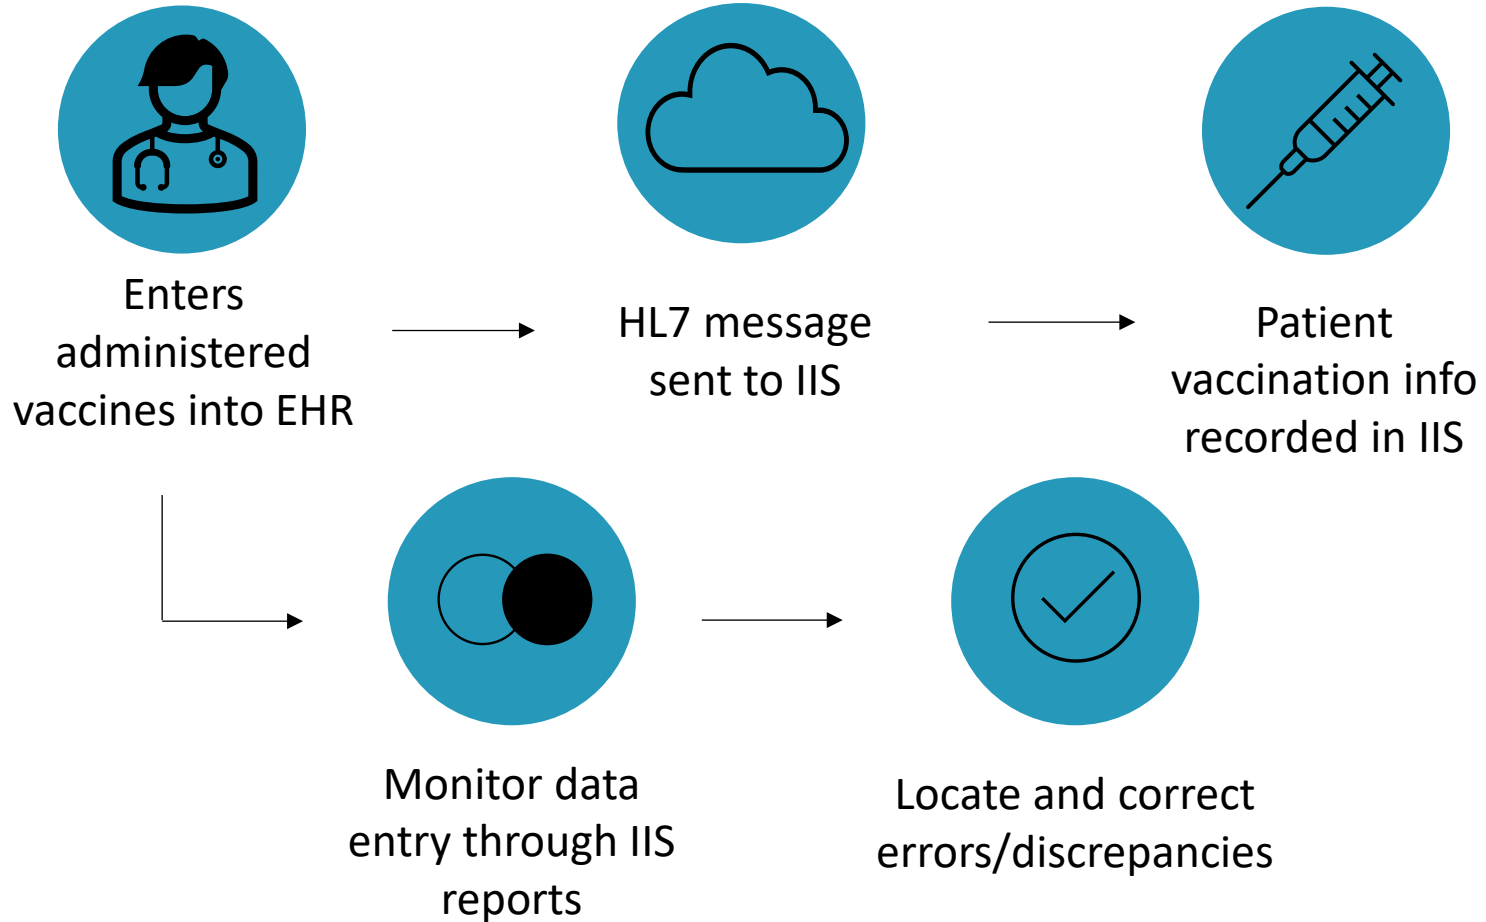 Enters
administered
vaccines into EHR
HL7 message
sent to IIS
Patient
vaccination info
recorded in IIS
Monitor data
entry through IIS
reports
Locate and correct
errors/discrepancies